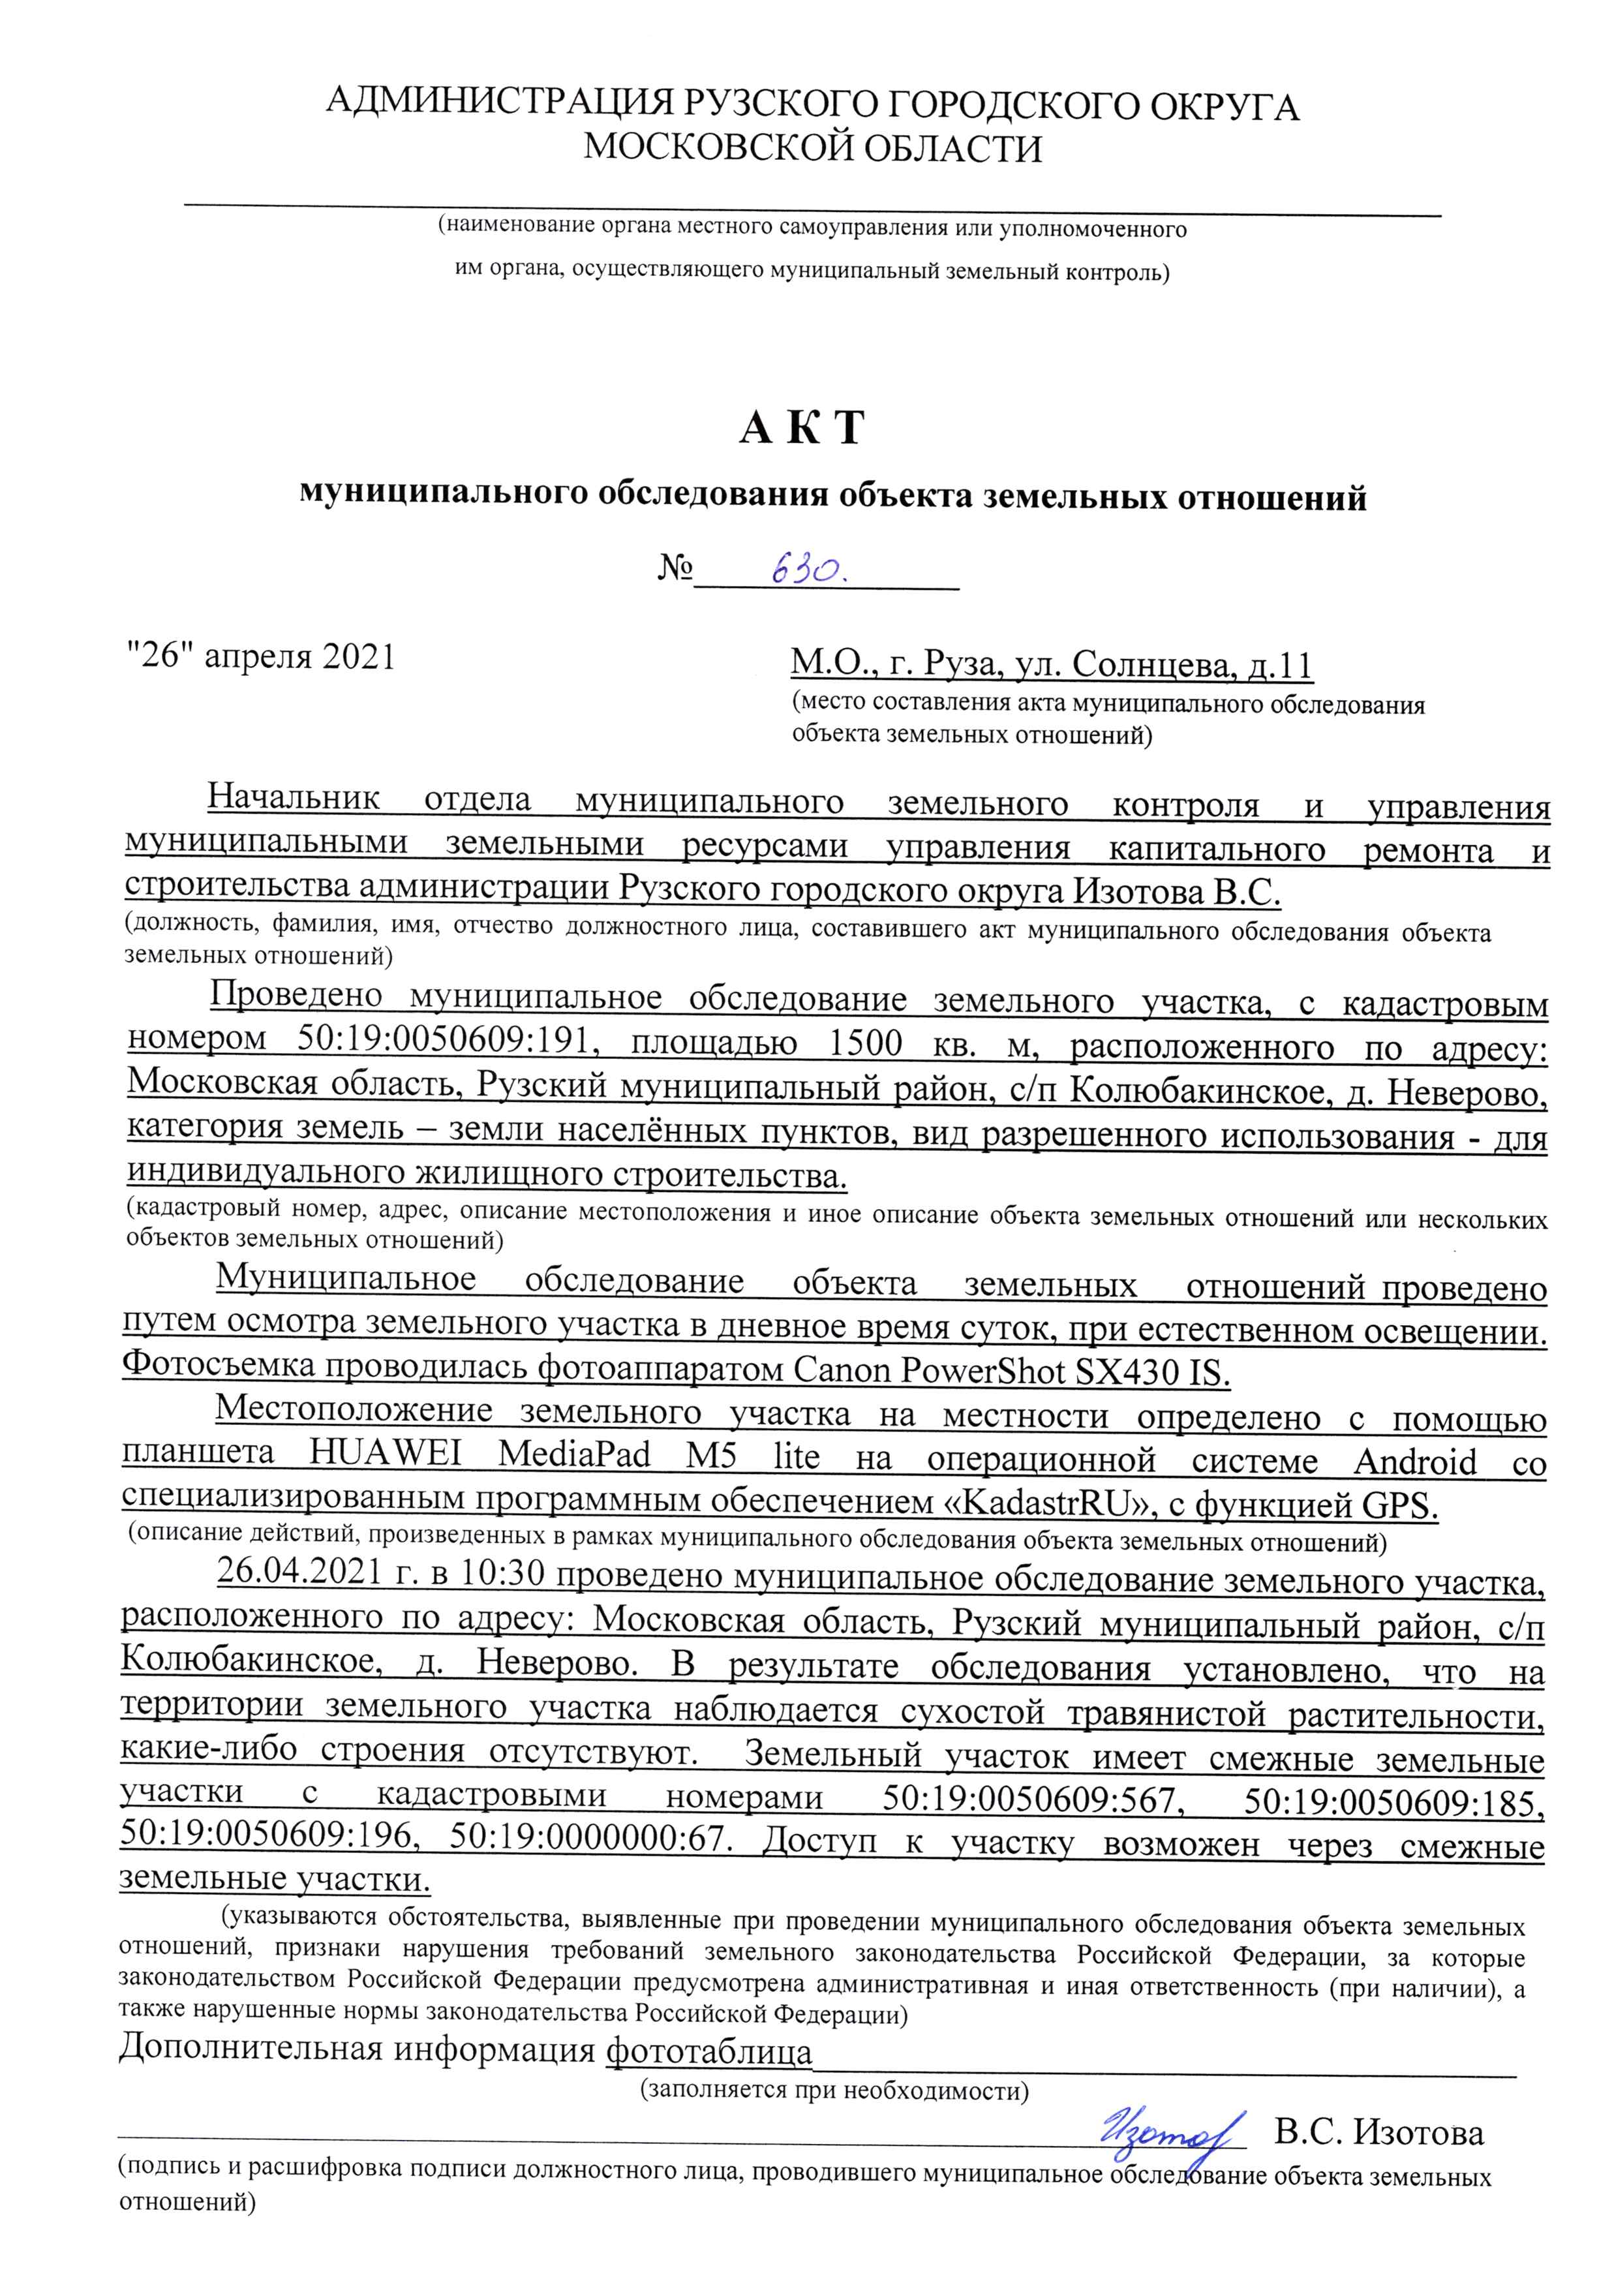 АДМИНИСТРАЦИЯ РУЗСКОГО ГОРОДСКОГО ОКРУГА
МОСКОВСКОЙ ОБЛАСТИ
(наименование органа местного самоуправления или уполномоченного
им органа, осуществляющего муниципальный земельный контроль)
А К Т
муниципального обследования объекта земельных отношений
№ 630.
"26" апреля 2021
М.О., г. Руза, ул. Солнцева, д.11
(место составления акта муниципального обследования
объекта земельных отношений)
Начальник отдела муниципального земельного контроля и управления
муниципальными земельными ресурсами управления капитального ремонта и
строительства администрации Рузского городского округа Изотова В.С.
(должность, фамилия, имя, отчество должностного лица, составившего акт муниципального обследования объекта
земельных отношений)
Проведено муниципальное обследование земельного участка, с кадастровым
номером 50:19:0050609:191, площадью 1500 кв. м, расположенного по адресу:
Московская область, Рузский муниципальный район, с/п Колюбакинское, д. Неверово,
категория земель – земли населённых пунктов, вид разрешенного использования - для
индивидуального жилищного строительства.
(кадастровый номер, адрес, описание местоположения и иное описание объекта земельных отношений или нескольких
объектов земельных отношений)
Муниципальное обследование объекта земельных отношений проведено
путем осмотра земельного участка в дневное время суток, при естественном освещении.
Фотосъемка проводилась фотоаппаратом Canon PowerShot SX430 IS.
Местоположение земельного участка на местности определено с помощью
планшета HUAWEI MediaPad M5 lite на операционной системе Android со
специализированным программным обеспечением «KadastrRU», с функцией GPS.
(описание действий, произведенных в рамках муниципального обследования объекта земельных отношений)
26.04.2021 г. в 10:30 проведено муниципальное обследование земельного участка,
расположенного по адресу: Московская область, Рузский муниципальный район, с/п
Колюбакинское, д. Неверово. В результате обследования установлено, что на
территории земельного участка наблюдается сухостой травянистой растительности,
какие-либо строения отсутствуют. Земельный участок имеет смежные земельные
участки с кадастровыми номерами 50:19:0050609:567, 50:19:0050609:185,
50:19:0050609:196, 50:19:0000000:67. Доступ к участку возможен через смежные
земельные участки.
(указываются обстоятельства, выявленные при проведении муниципального обследования объекта земельных
отношений, признаки нарушения требований земельного законодательства Российской Федерации, за которые
законодательством Российской Федерации предусмотрена административная и иная ответственность (при наличии), а
также нарушенные нормы законодательства Российской Федерации)
Дополнительная информация фототаблица
(заполняется при необходимости)
Изотов В.С. Изотова
(подпись и расшифровка подписи должностного лица, проводившего муниципальное обследование объекта земельных
отношений)